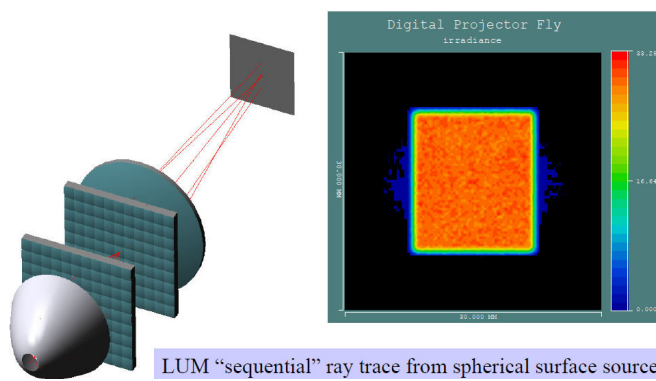 Digital Projector Fly
irradiance
33.28
30.000 MM
16.64
0.000
30.000 MM
LUM “sequential” ray trace from spherical surface source